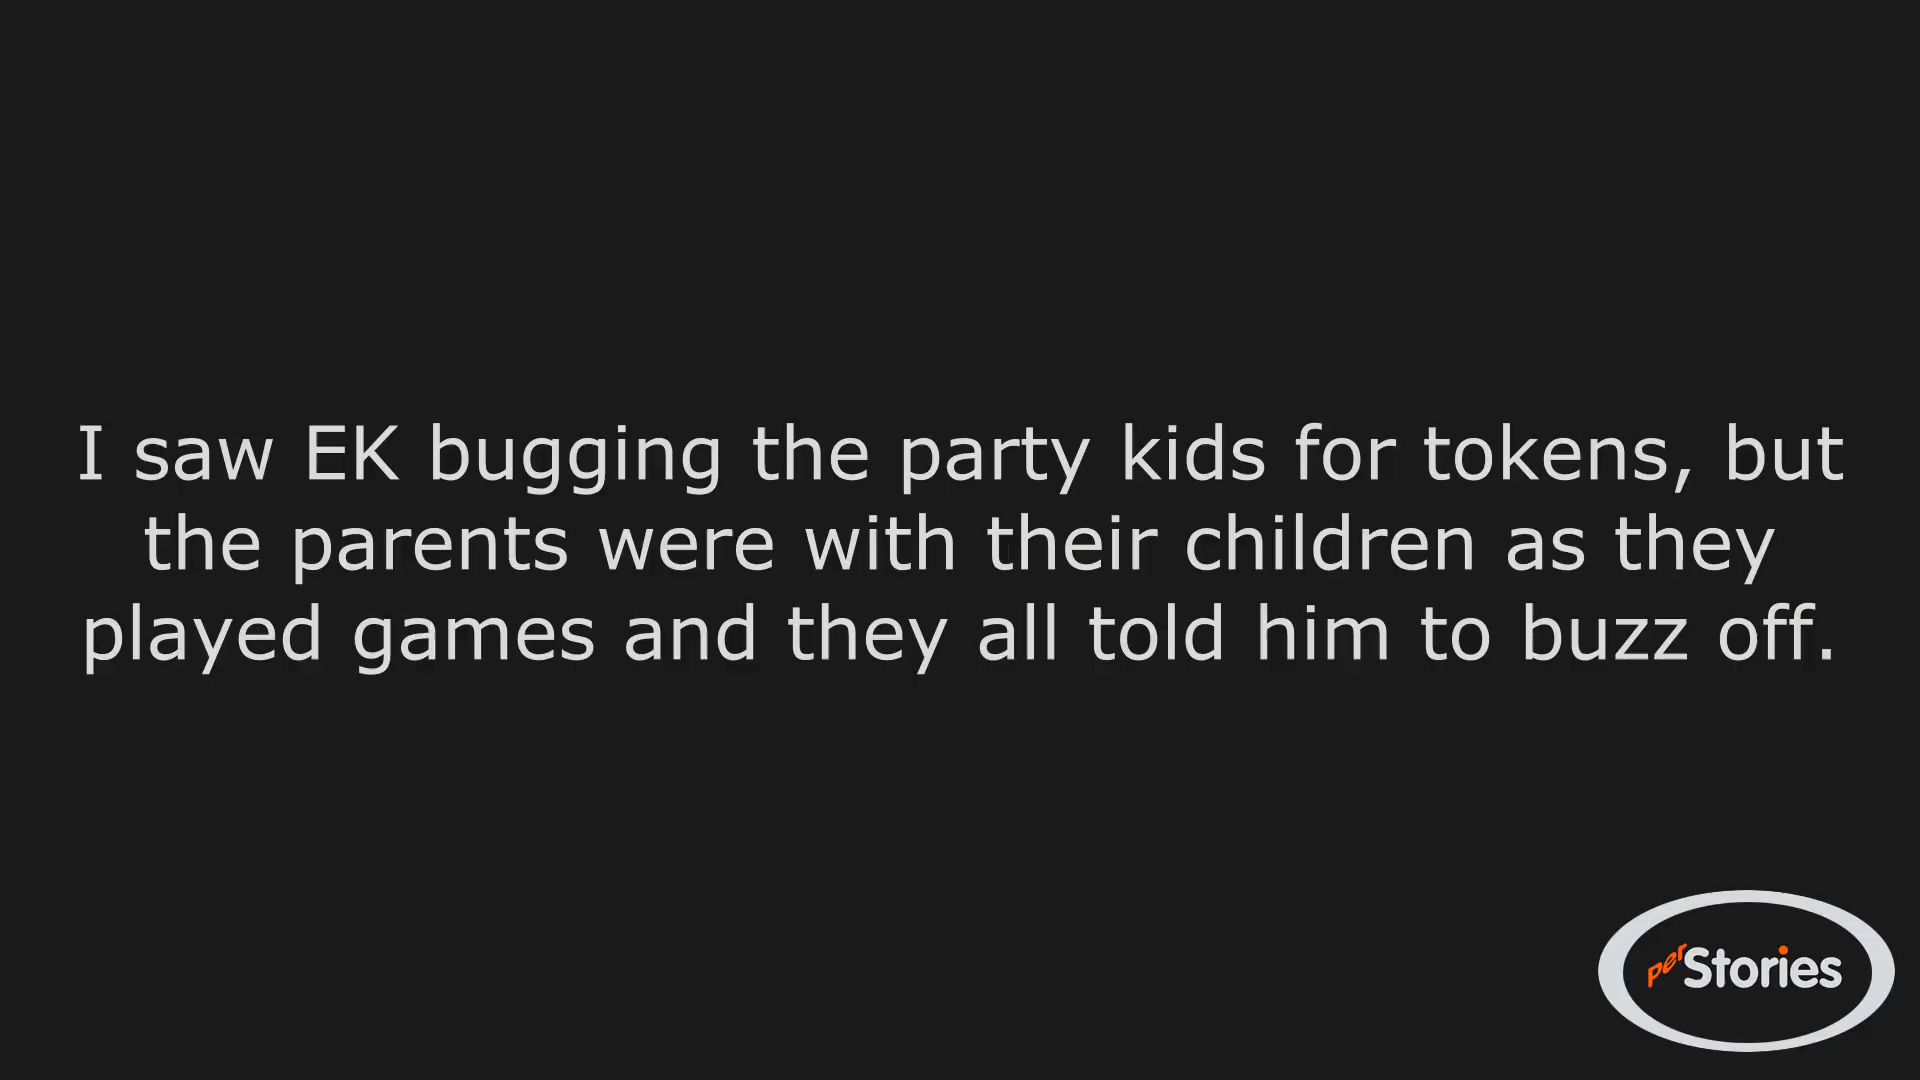 I saw EK bugging the party kids for tokens, but
the parents were with their children as they
played games and they all told him to buzz off.
perStories